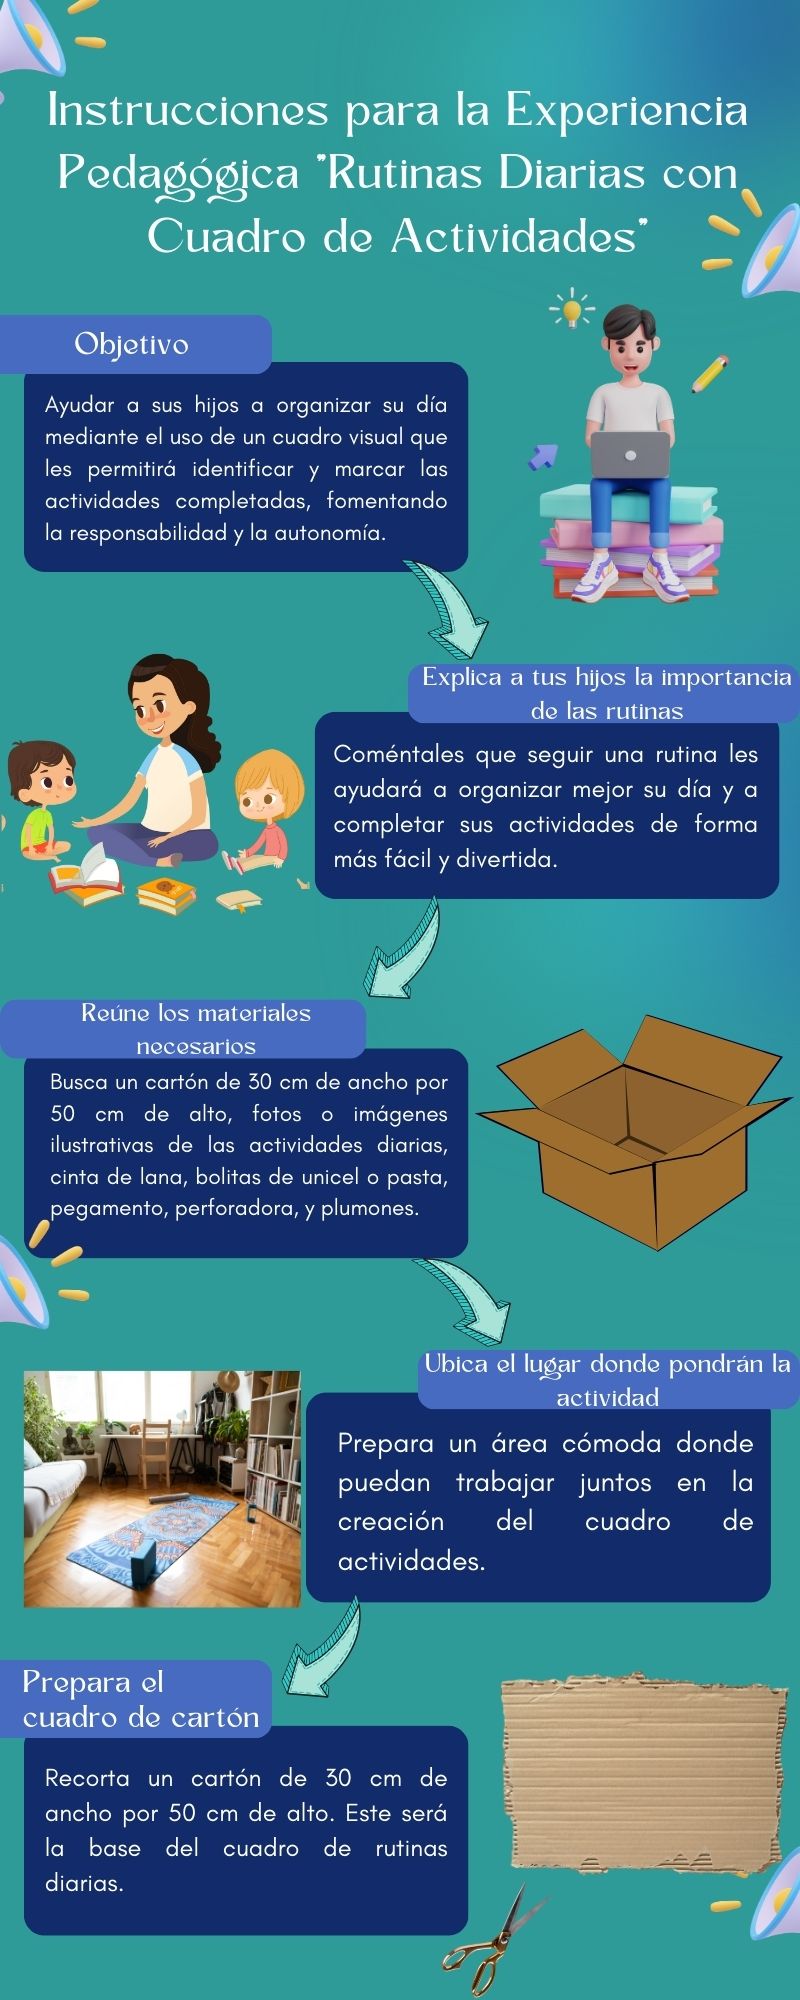 Instrucciones para la Experiencia
Pedagógica "Rutinas Diarias con
Cuadro de Actividades"
Objetivo
Ayudar a sus hijos a organizar su día
mediante el uso de un cuadro visual que
les permitirá identificar y marcar las
actividades completadas, fomentando
la responsabilidad y la autonomía.
Explica a tus hijos la importancia
de las rutinas
Coméntales que seguir una rutina les
ayudará a organizar mejor su día y a
completar sus actividades de forma
más fácil y divertida.
Reúne los materiales
necesarios
Busca un cartón de 30 cm de ancho por
50 cm de alto, fotos o imágenes
ilustrativas de las actividades diarias,
cinta de lana, bolitas de unicel o pasta,
pegamento, perforadora, y plumones.
Ubica el lugar donde pondrán la
actividad
Prepara un área cómoda donde
puedan trabajar juntos en la
creación del cuadro de
actividades.
Prepara el
cuadro de cartón
Recorta un cartón de 30 cm de
ancho por 50 cm de alto. Este será
la base del cuadro de rutinas
diarias.